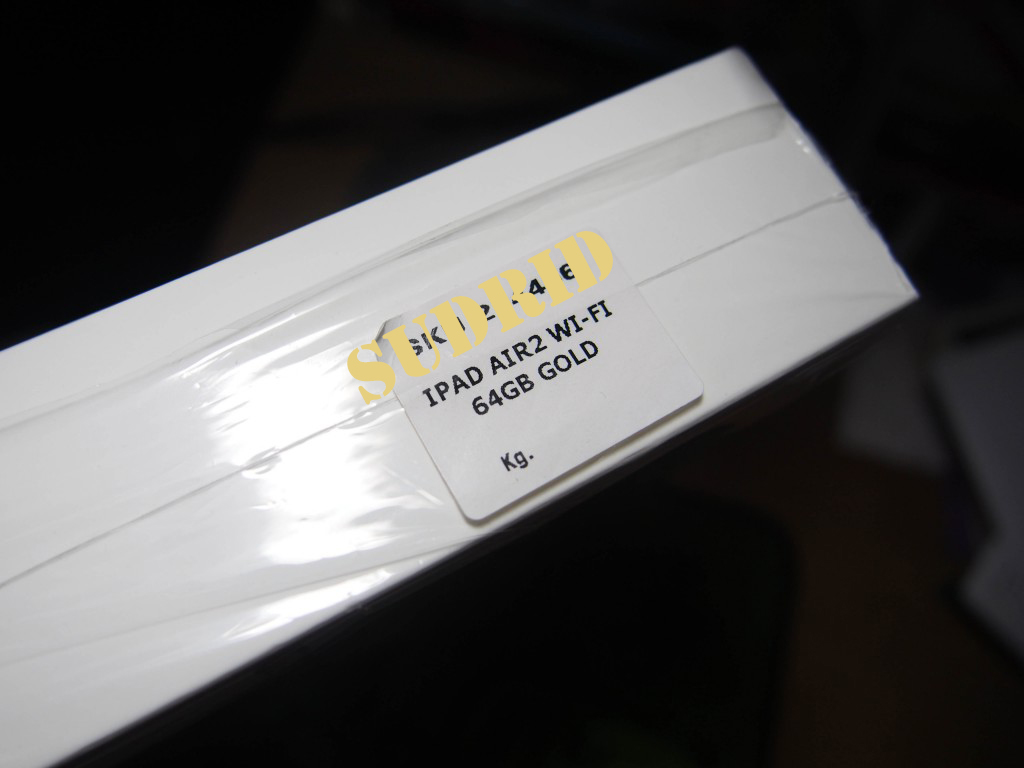 SUDRID
IPAD AIR2 WI-FI
64GB GOLD
Kg.